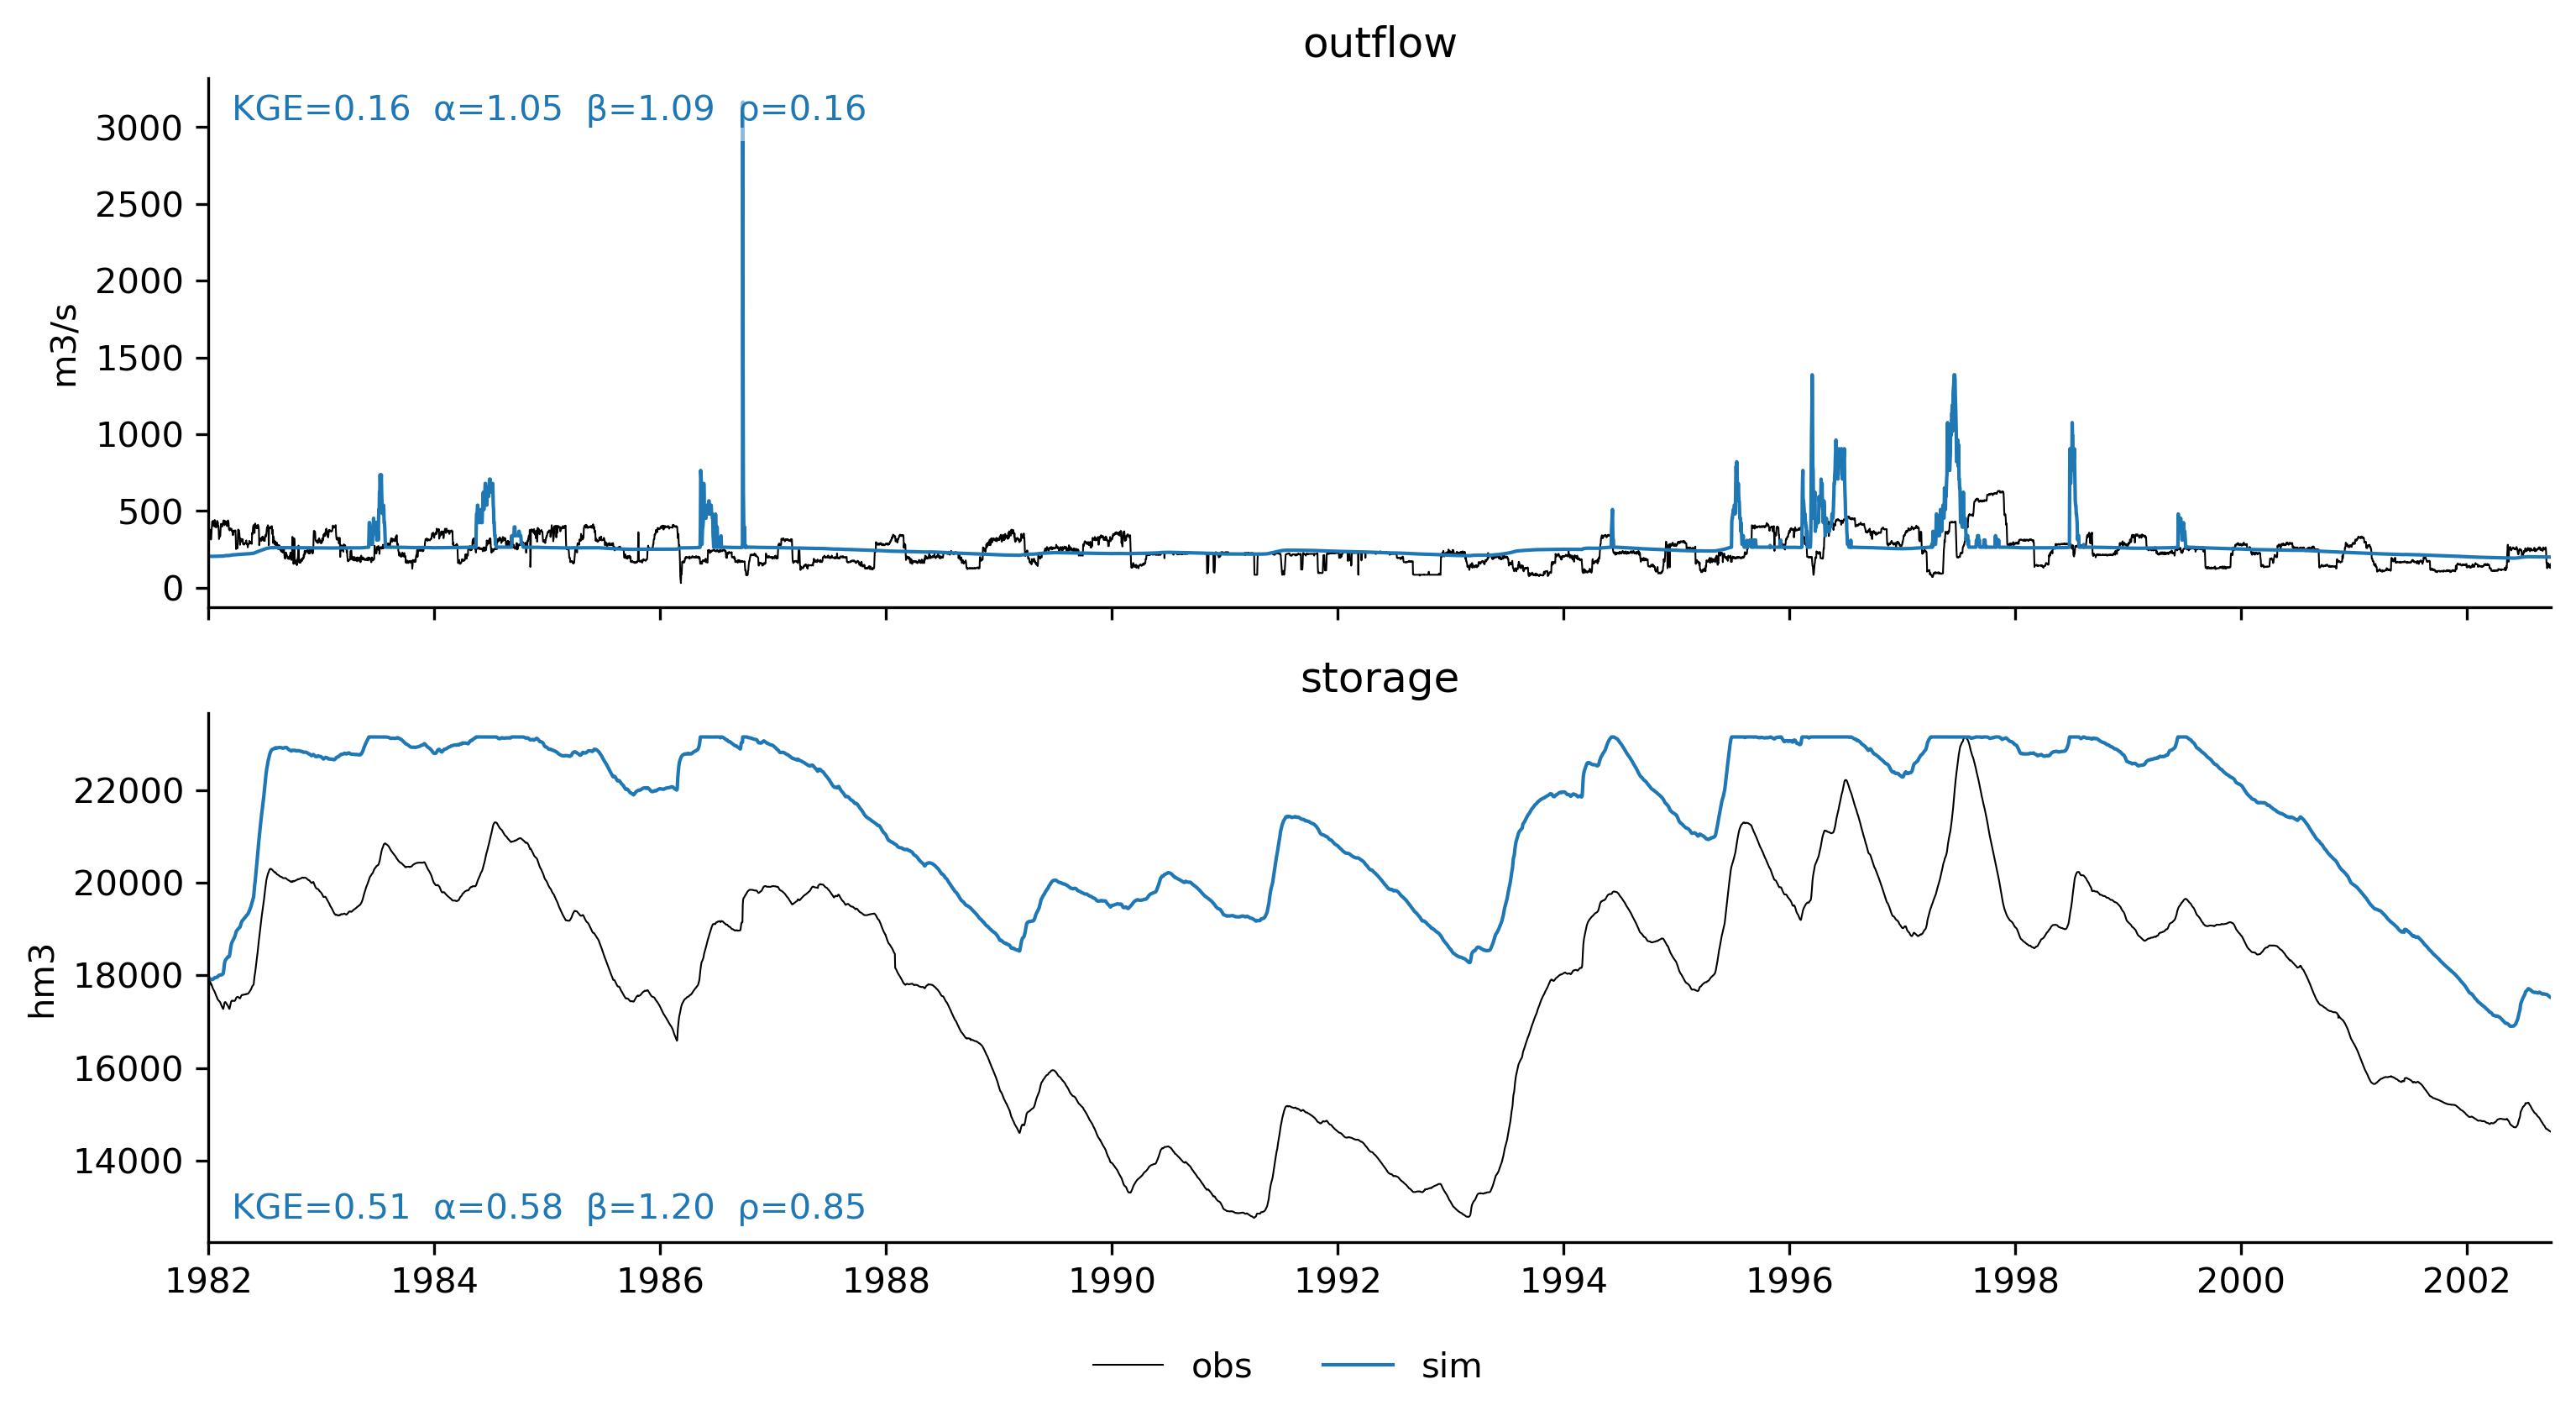 outflow
KGE=0.16 α=1.05 β=1.09 ρ=0.16
3000
2500
2000
1500
1000
500
0
m3/s
storage
22000
20000
18000
16000
14000
hm3
KGE=0.51 α=0.58 β=1.20 ρ=0.85
1982 1984 1986 1988 1990 1992 1994 1996 1998 2000 2002
obs sim